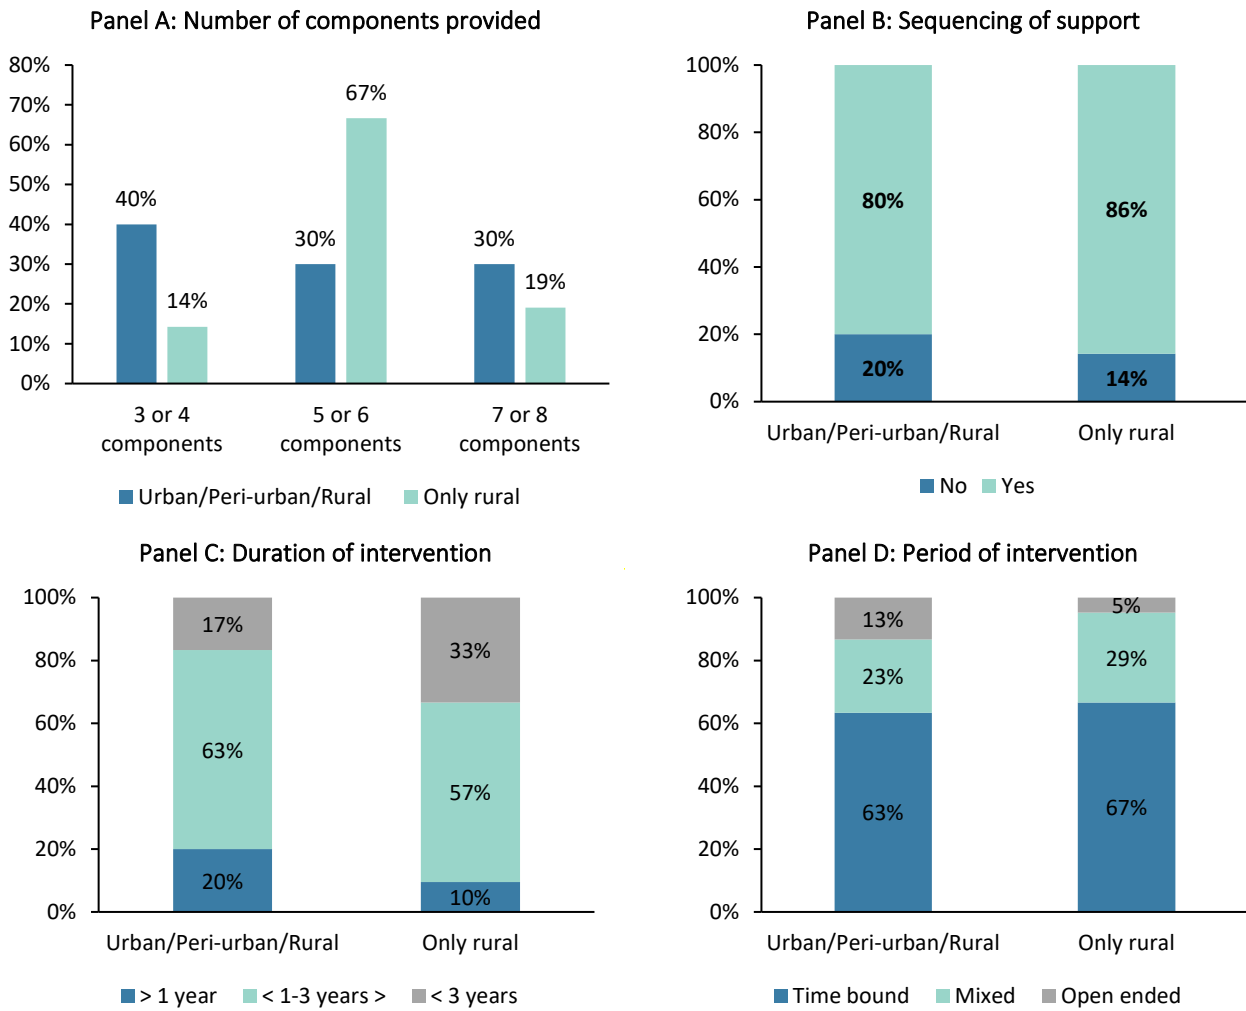 Panel A: Number of components provided
80%
70%
60%
50%
40%
30%
20%
10%
0%
40%
14%
30%
67%
30%
19%
3 or 4
components
5 or 6
components
7 or 8
components
Urban/Peri-urban/Rural
Only rural
Panel B: Sequencing of support
100%
80%
60%
40%
20%
0%
80%
20%
86%
14%
Urban/Peri-urban/Rural
Only rural
No
Yes
Panel C: Duration of intervention
100%
80%
60%
40%
20%
0%
17%
63%
20%
33%
57%
10%
Urban/Peri-urban/Rural
Only rural
> 1 year
< 1-3 years >
< 3 years
Panel D: Period of intervention
100%
80%
60%
40%
20%
0%
13%
23%
63%
5%
29%
67%
Urban/Peri-urban/Rural
Only rural
Time bound
Mixed
Open ended